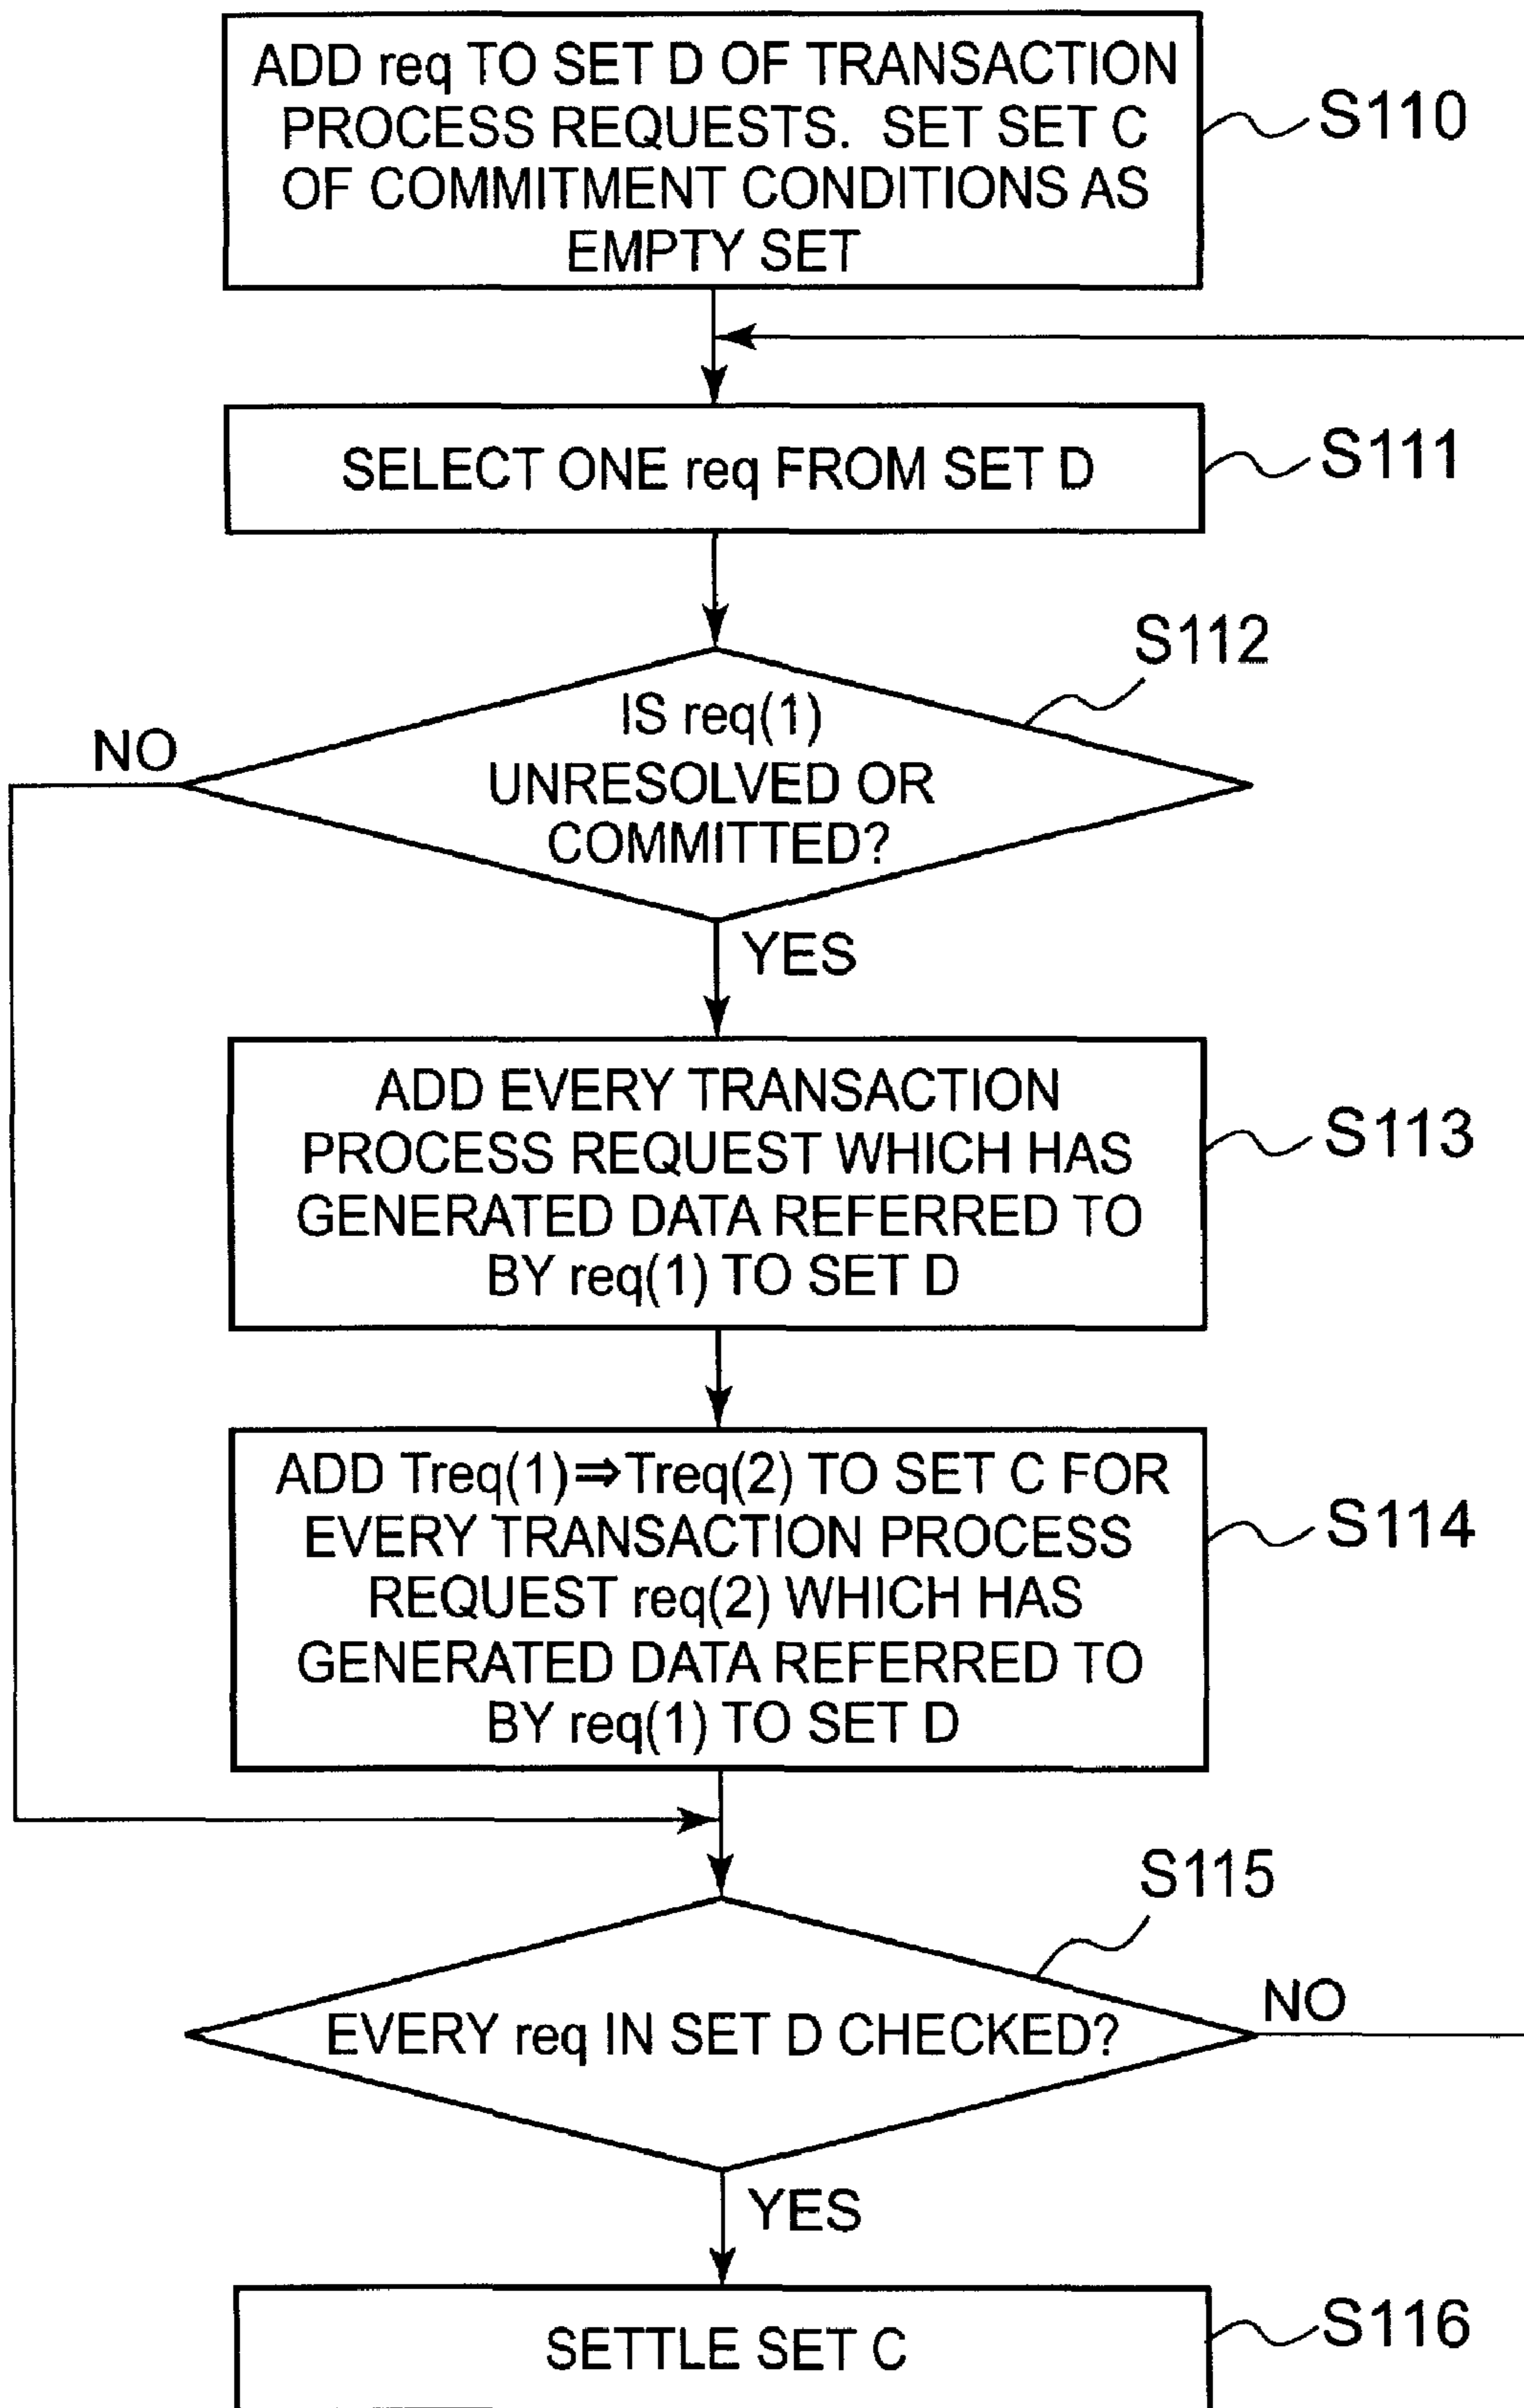 ADD req TO SET D OF TRANSACTION
PROCESS REQUESTS. SET SET C
OF COMMITMENT CONDITIONS AS
EMPTY SET
S110
SELECT ONE req FROM SET D
S111
S112
IS req(1)
UNRESOLVED OR
COMMITTED?
NO
YES
ADD EVERY TRANSACTION
PROCESS REQUEST WHICH HAS
GENERATED DATA REFERRED TO
BY req(1) TO SET D
S113
ADD Treq(1)⇒Treq(2) TO SET C FOR
EVERY TRANSACTION PROCESS
REQUEST req(2) WHICH HAS
GENERATED DATA REFERRED TO
BY req(1) TO SET D
S114
S115
EVERY req IN SET D CHECKED?
NO
YES
SETTLE SET C
S116